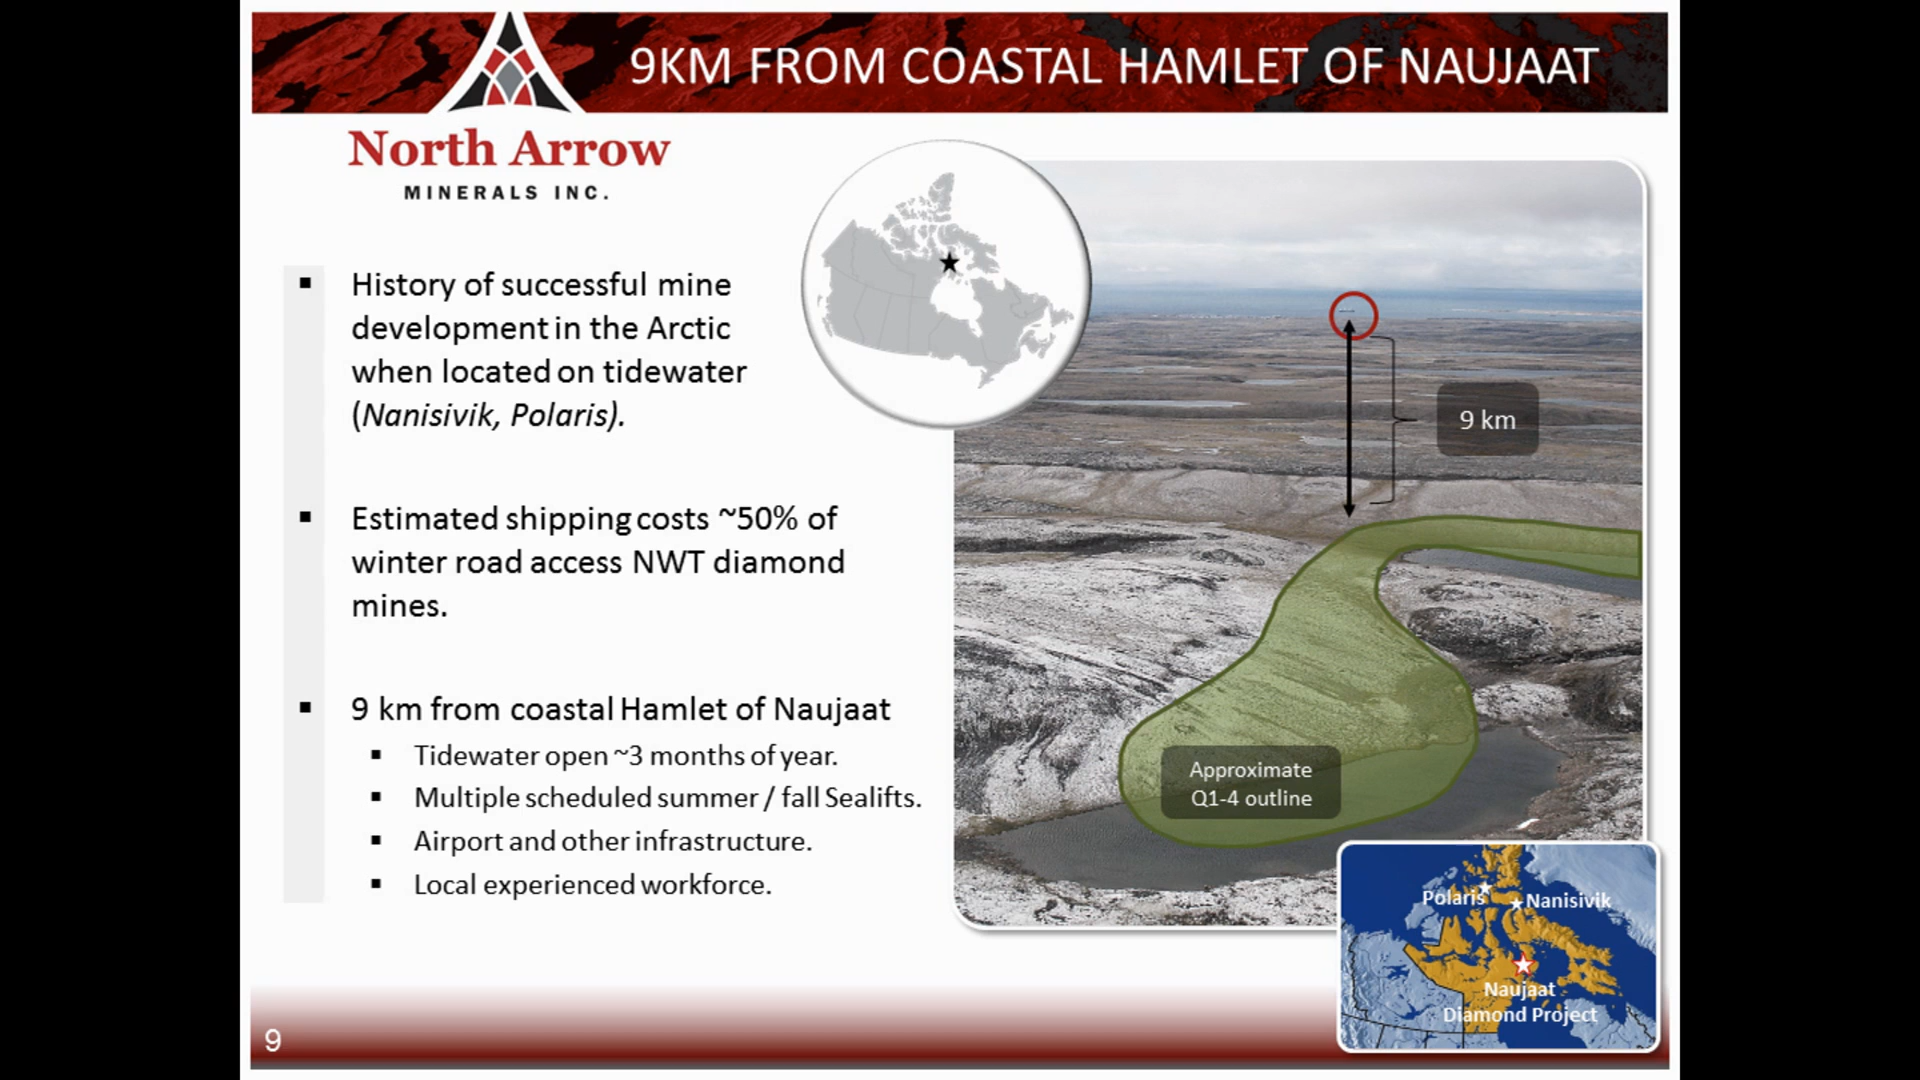 9KM FROM COASTAL HAMLET OF NAUJAAT
North Arrow
MINERALS INC.
▪ History of successful mine
development in the Arctic
when located on tidewater
(Nanisivik, Polaris).
▪ Estimated shipping costs ~50% of
winter road access NWT diamond
mines.
▪ 9 km from coastal Hamlet of Naujaat
▪ Tidewater open ~3 months of year.
▪ Multiple scheduled summer / fall Sealifts.
▪ Airport and other infrastructure.
▪ Local experienced workforce.
9 km
Approximate
Q1-4 outline
Polaris
Nanisivik
Naujaat
Diamond Project
9